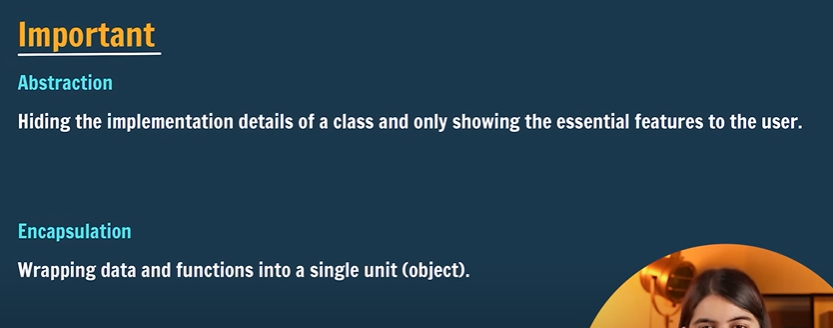 Important
Abstraction
Hiding the implementation details of a class and only showing the essential features to the user.
Encapsulation
Wrapping data and functions into a single unit (object).